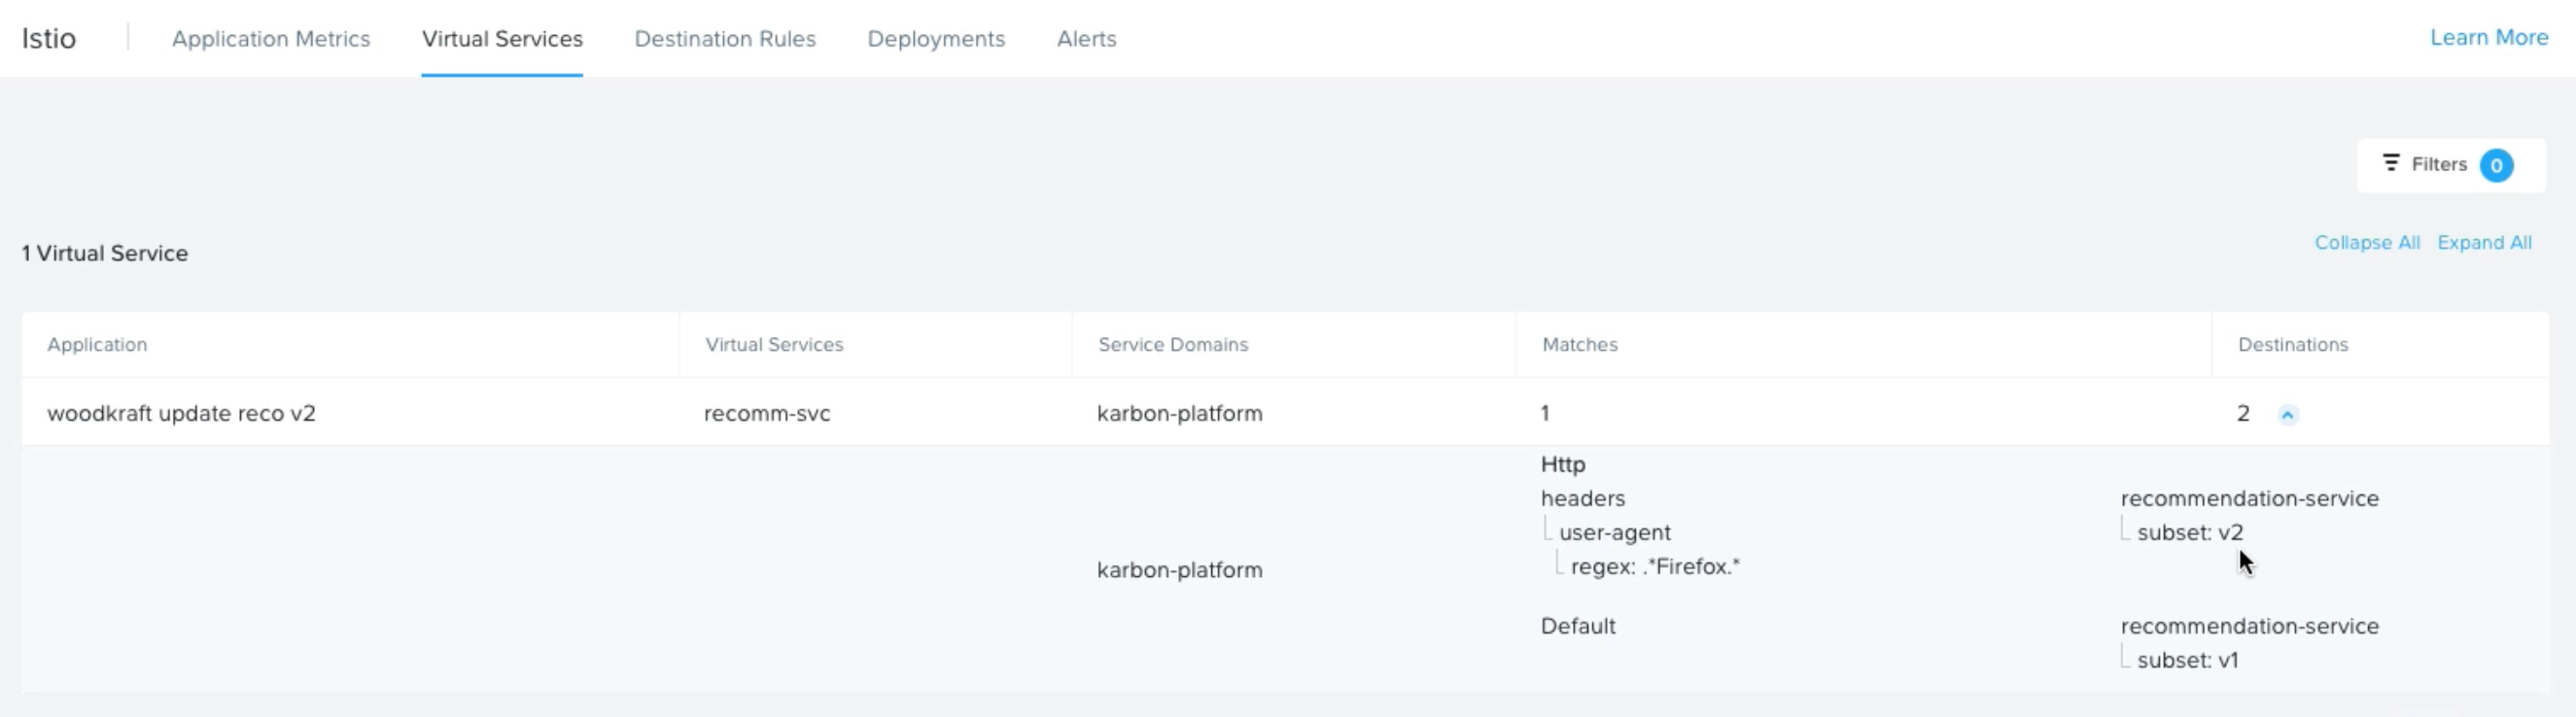 Istio Application Metrics Virtual Services Destination Rules Deployments Alerts Learn More
Filters 0
1 Virtual Service Collapse All Expand All
Application Virtual Services Service Domains Matches Destinations
woodkraft update reco v2 recomm-svc karbon-platform 1 2
Http
headers recommendation-service
user-agent subset: v2
karbon-platform regex: .*Firefox.*
Default recommendation-service
subset: v1